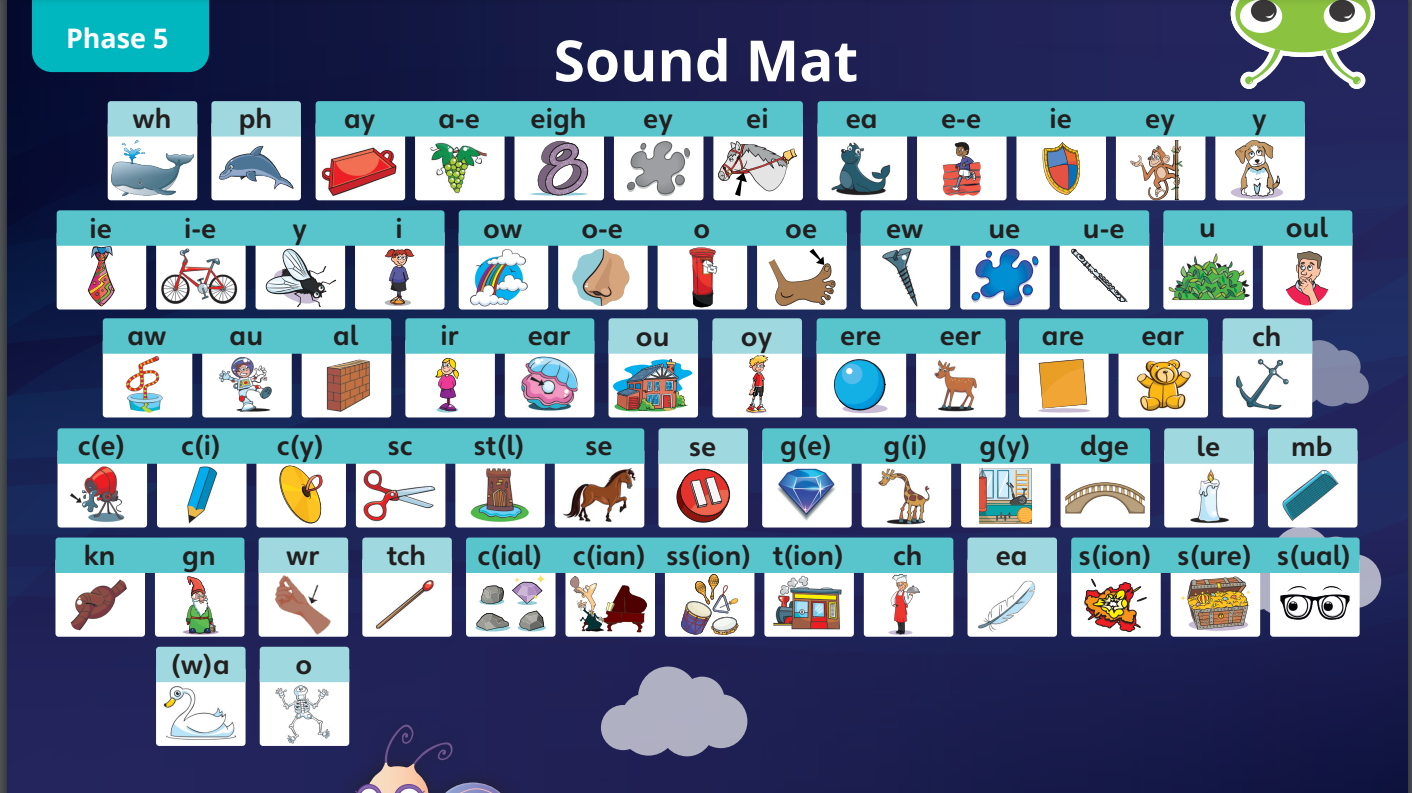 Phase 5
Sound Mat
wh ph ay a-e eigh ey ei ea e-e ie ey y
ie i-e y i ow o-e o oe ew ue u-e u oul
aw au al ir ear ou oy ere eer are ear ch
c(e) c(i) c(y) sc st(l) se se g(e) g(i) g(y) dge le mb
kn gn wr tch c(ial) c(ian) ss(ion) t(ion) ch ea s(ion) s(ure) s(ual)
(w)a o